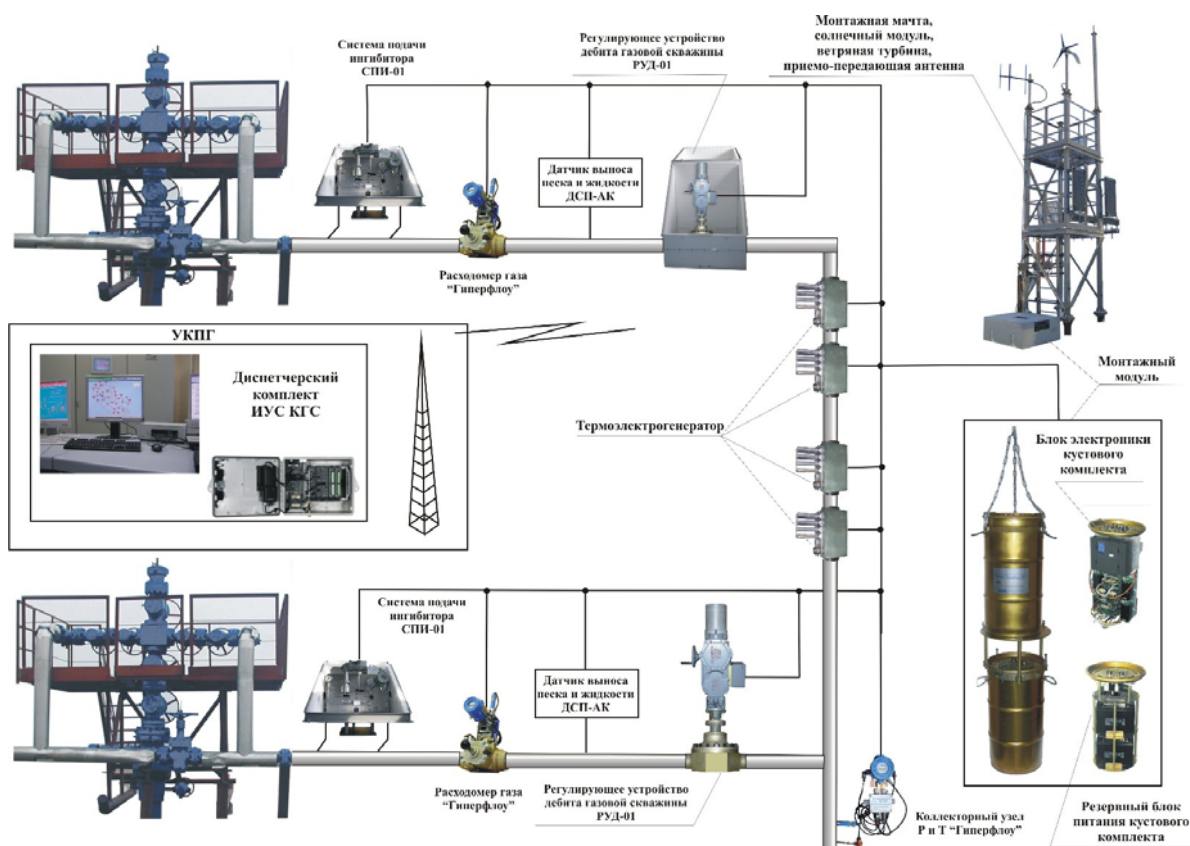 Система подачи
ингибитора
СПИ-01
Регулирующее устройство
дебита газовой скважины
РУД-01
Монтажная мачта,
солнечный модуль,
ветряная турбина,
приемо-передающая антенна
Датчик выноса
песка и жидкости
ДСП-АК
Расходомер газа
“Гиперфлоу”
УКПГ
Диспетчерский
комплект
ИУС КГС
Термоэлектрогенератор
Монтажный
модуль
Блок электроники
кустового
комплекта
Система подачи
ингибитора
СПИ-01
Датчик выноса
песка и жидкости
ДСП-АК
Расходомер газа
“Гиперфлоу”
Регулирующее устройство
дебита газовой скважины
РУД-01
Коллекторный узел
Р и Т “Гиперфлоу”
Резервный блок
питания кустового
комплекта